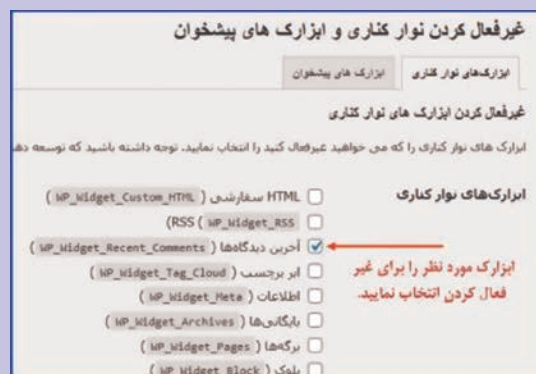 غیرفعال کردن نوار کناری و ابزارک های پیشخوان
ابزارک‌های نوار کناری
ابزارک های پیشخوان
غیرفعال کردن ابزارک های نوار کناری
ابزارک های نوار کناری را که می خواهید غیرفعال کنید را انتخاب نمایید. توجه داشته باشید که توسعه
ابزارک‌های نوار کناری
HTML سفارشی ( WP_Widget_Custom_HTML )
RSS ( WP_Widget_RSS)
آخرین دیدگاه‌ها ( WP_Widget_Recent_Comments )
ابر برچسب ( WP_Widget_Tag_Cloud )
اطلاعات ( WP_Widget_Meta )
بایگانی‌ها ( WP_Widget_Archives )
برگه‌ها ( WP_Widget_Pages )
بلوک ( WP_Widget_Block )
ابزارک مورد نظر را برای غیر
فعال کردن انتخاب نمایید.